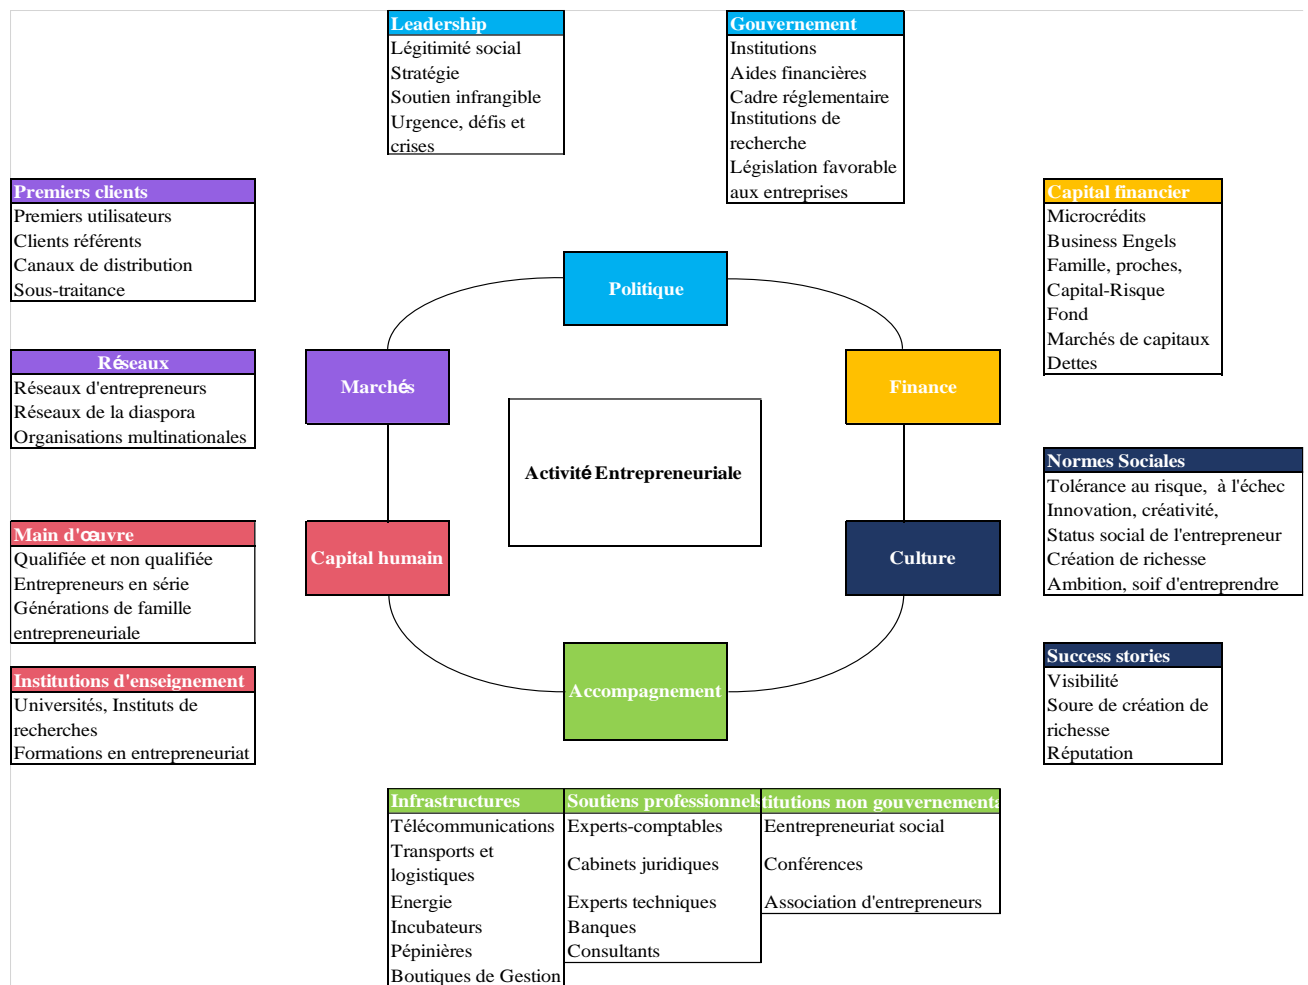 Leadership
Légitimité social
Stratégie
Soutien infrangible
Urgence, défis et
crises
Gouvernement
Institutions
Aides financières
Cadre réglementaire
Institutions de
recherche
Législation favorable
aux entreprises
Premiers clients
Premiers utilisateurs
Clients référents
Canaux de distribution
Sous-traitance
Capital financier
Microcrédits
Business Engels
Famille, proches,
Capital-Risque
Fond
Marchés de capitaux
Dettes
Politique
Réseaux
Réseaux d'entrepreneurs
Réseaux de la diaspora
Organisations multinationales
Marchés
Finance
Activité Entrepreneuriale
Normes Sociales
Tolérance au risque, à l'échec
Innovation, créativité,
Status social de l'entrepreneur
Création de richesse
Ambition, soif d'entreprendre
Main d'œuvre
Qualifiée et non qualifiée
Entrepreneurs en série
Générations de famille
entrepreneuriale
Capital humain
Culture
Institutions d'enseignement
Universités, Instituts de
recherches
Formations en entrepreneuriat
Accompagnement
Success stories
Visibilité
Soure de création de
richesse
Réputation
Infrastructures
Télécommunications
Transports et
logistiques
Energie
Incubateurs
Pépinières
Boutiques de Gestion
Soutiens professionnels
Experts-comptables
Cabinets juridiques
Experts techniques
Banques
Consultants
titutions non gouvernementa
Eentrepreneuriat social
Conférences
Association d'entrepreneurs